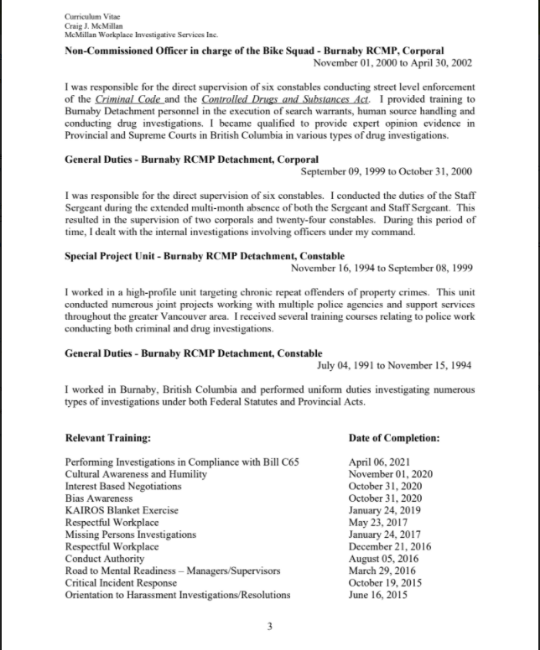 Curriculum Vitae
Craig J. McMillan
McMillan Workplace Investigative Services Inc.
Non-Commissioned Officer in charge of the Bike Squad - Burnaby RCMP, Corporal
November 01, 2000 to April 30, 2002
I was responsible for the direct supervision of six constables conducting street level enforcement
of the Criminal Code and the Controlled Drugs and Substances Act. I provided training to
Burnaby Detachment personnel in the execution of search warrants, human source handling and
conducting drug investigations. I became qualified to provide expert opinion evidence in
Provincial and Supreme Courts in British Columbia in various types of drug investigations.
General Duties - Burnaby RCMP Detachment, Corporal
September 09, 1999 to October 31, 2000
I was responsible for the direct supervision of six constables. I conducted the duties of the Staff
Sergeant during the extended multi-month absence of both the Sergeant and Staff Sergeant. This
resulted in the supervision of two corporals and twenty-four constables. During this period of
time, I dealt with the internal investigations involving officers under my command.
Special Project Unit - Burnaby RCMP Detachment, Constable
November 16, 1994 to September 08, 1999
I worked in a high-profile unit targeting chronic repeat offenders of property crimes. This unit
conducted numerous joint projects working with multiple police agencies and support services
throughout the greater Vancouver area. I received several training courses relating to police work
conducting both criminal and drug investigations.
General Duties - Burnaby RCMP Detachment, Constable
July 04, 1991 to November 15, 1994
I worked in Burnaby, British Columbia and performed uniform duties investigating numerous
types of investigations under both Federal Statutes and Provincial Acts.
Relevant Training: Date of Completion:
Performing Investigations in Compliance with Bill C65 April 06, 2021
Cultural Awareness and Humility November 01, 2020
Interest Based Negotiations October 31, 2020
Bias Awareness October 31, 2020
KAIROS Blanket Exercise January 24, 2019
Respectful Workplace May 23, 2017
Missing Persons Investigations January 24, 2017
Respectful Workplace December 21, 2016
Conduct Authority August 05, 2016
Road to Mental Readiness – Managers/Supervisors March 29, 2016
Critical Incident Response October 19, 2015
Orientation to Harassment Investigations/Resolutions June 16, 2015
3